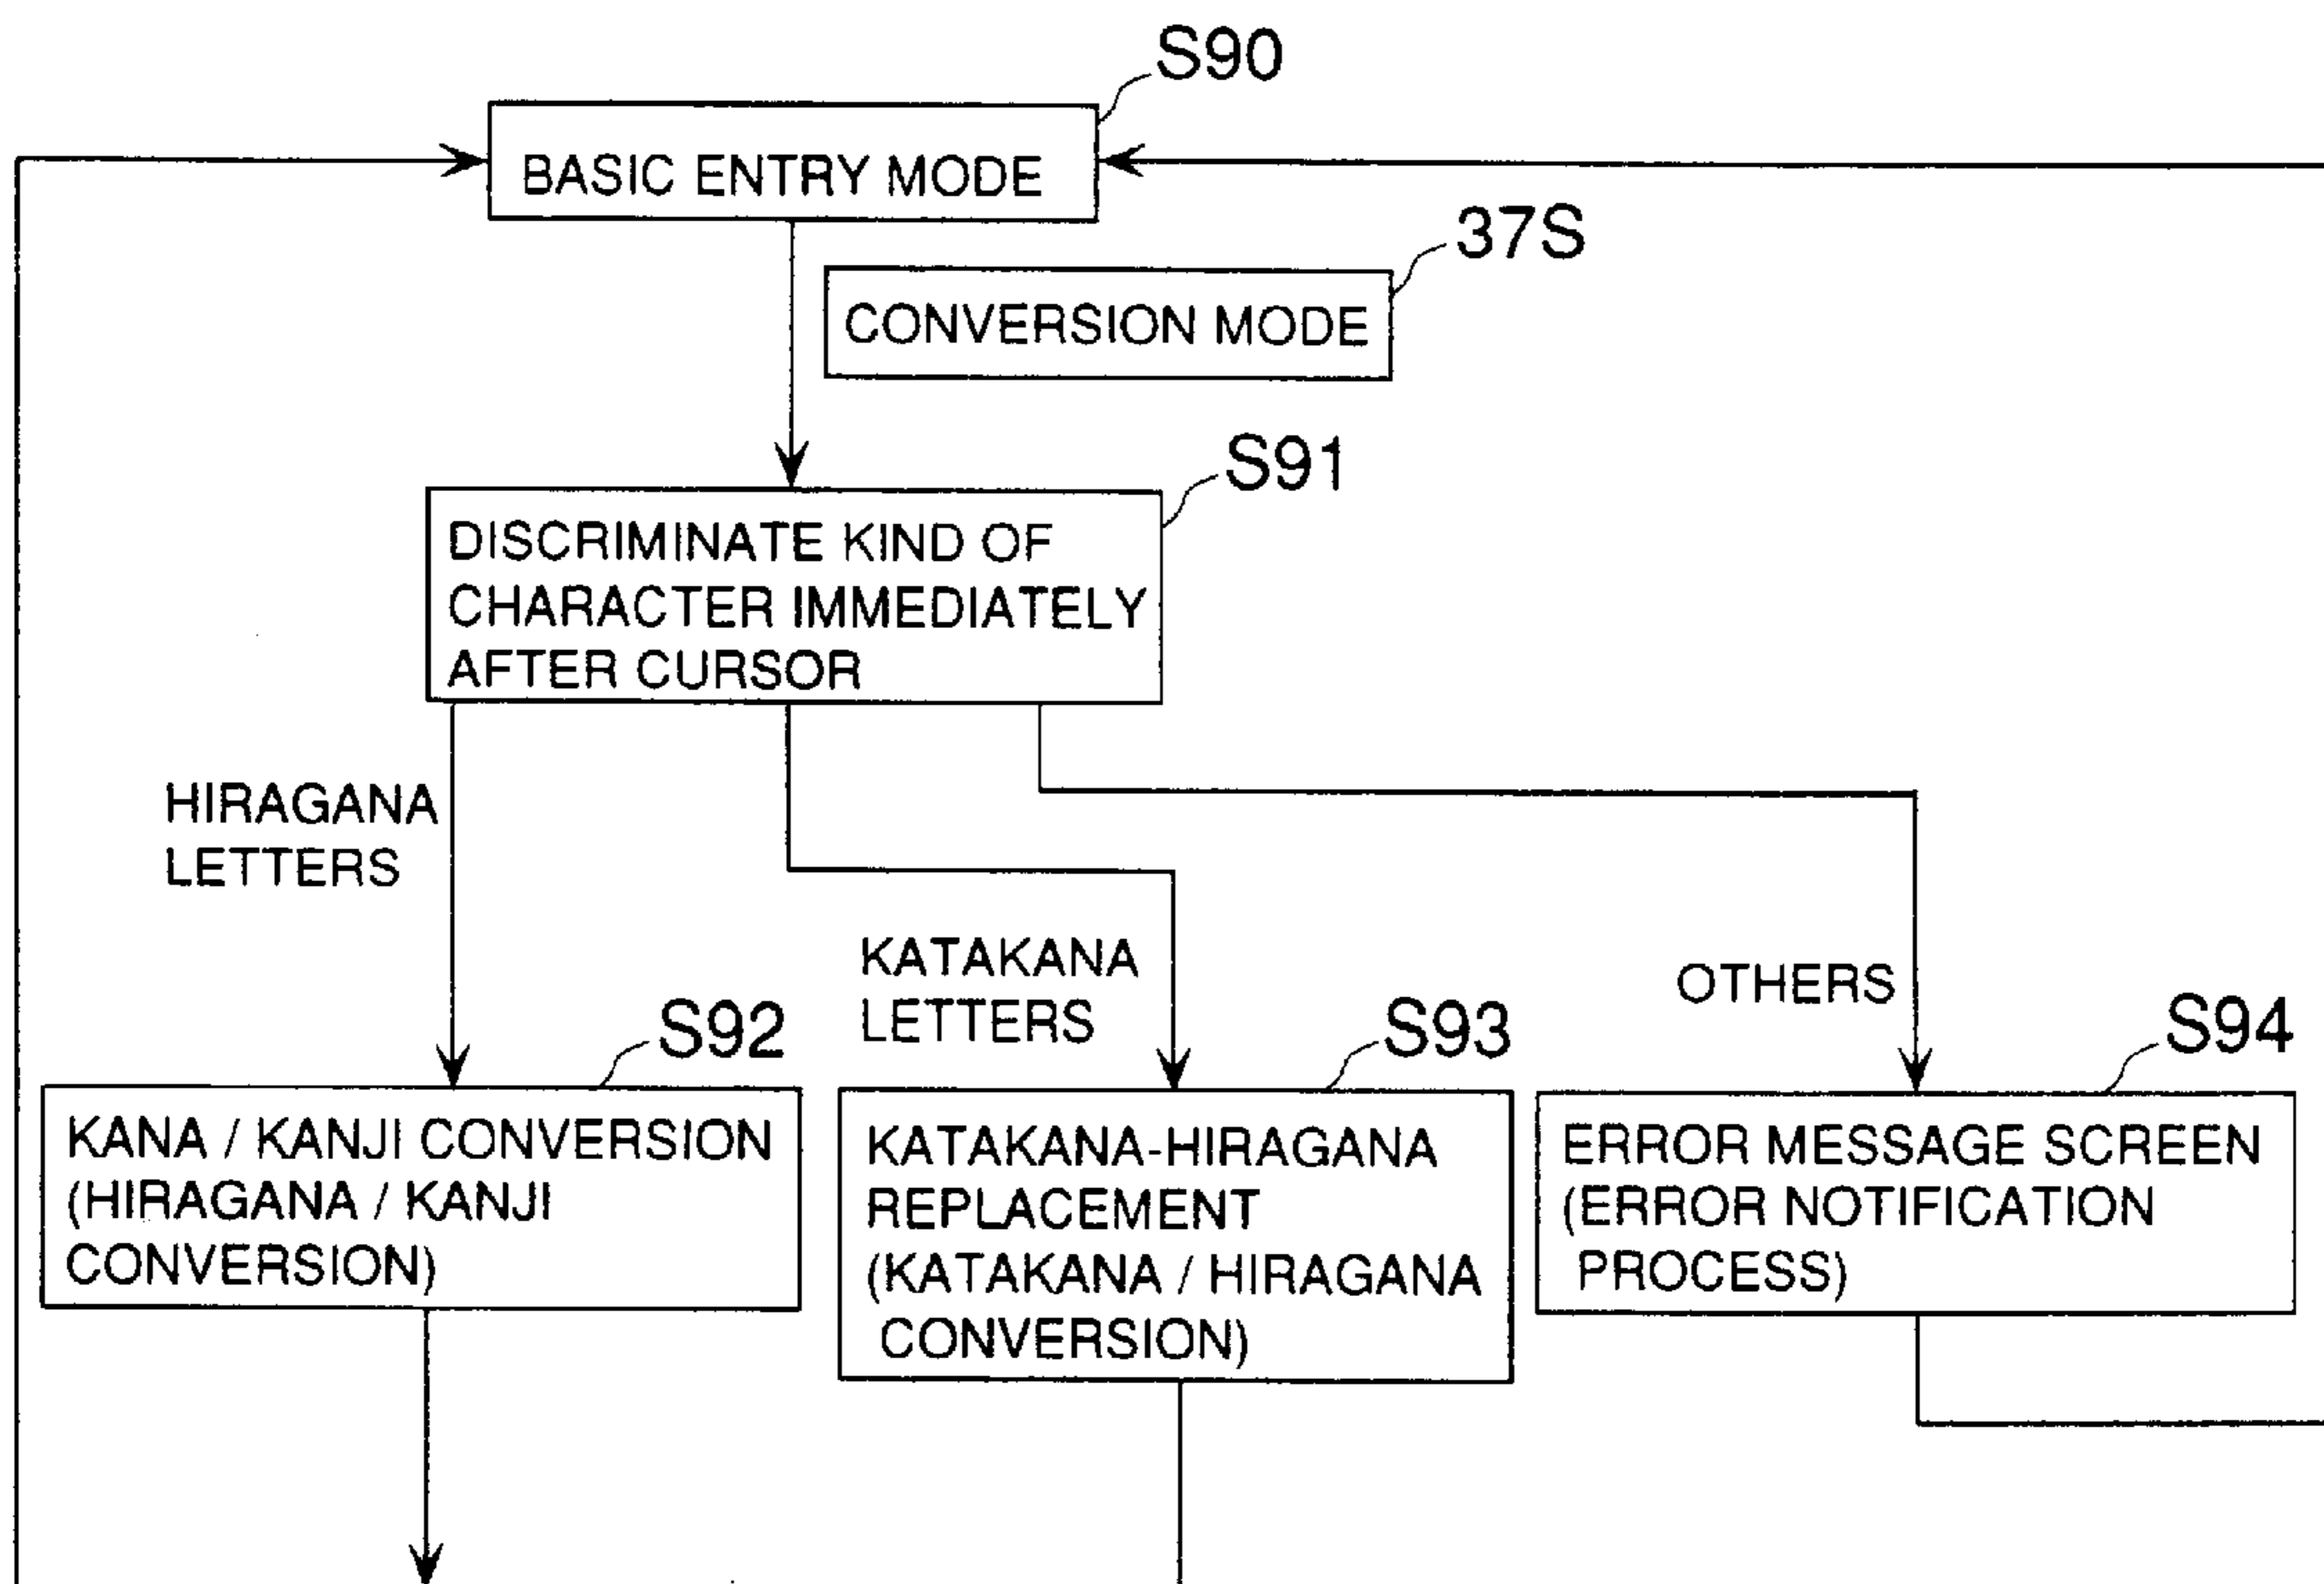 S90
BASIC ENTRY MODE
37S
CONVERSION MODE
S91
DISCRIMINATE KIND OF
CHARACTER IMMEDIATELY
AFTER CURSOR
HIRAGANA
LETTERS
KATAKANA
LETTERS
OTHERS
S92
KANA / KANJI CONVERSION
(HIRAGANA / KANJI
CONVERSION)
S93
KATAKANA-HIRAGANA
REPLACEMENT
(KATAKANA / HIRAGANA
CONVERSION)
S94
ERROR MESSAGE SCREEN
(ERROR NOTIFICATION
PROCESS)